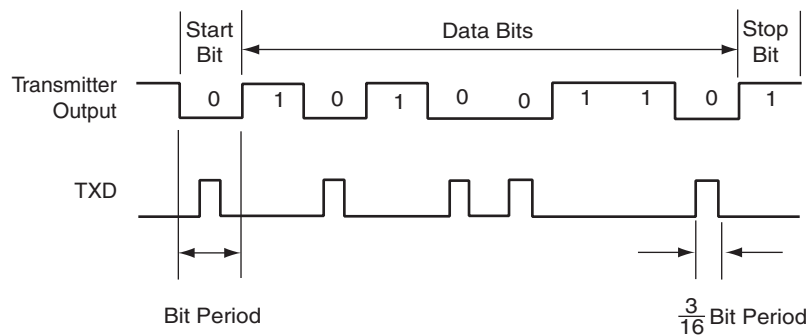 Start Bit
Data Bits
Stop Bit
Transmitter Output
0 1 0 1 0 0 1 1 0 1
TXD
Bit Period
3/16 Bit Period